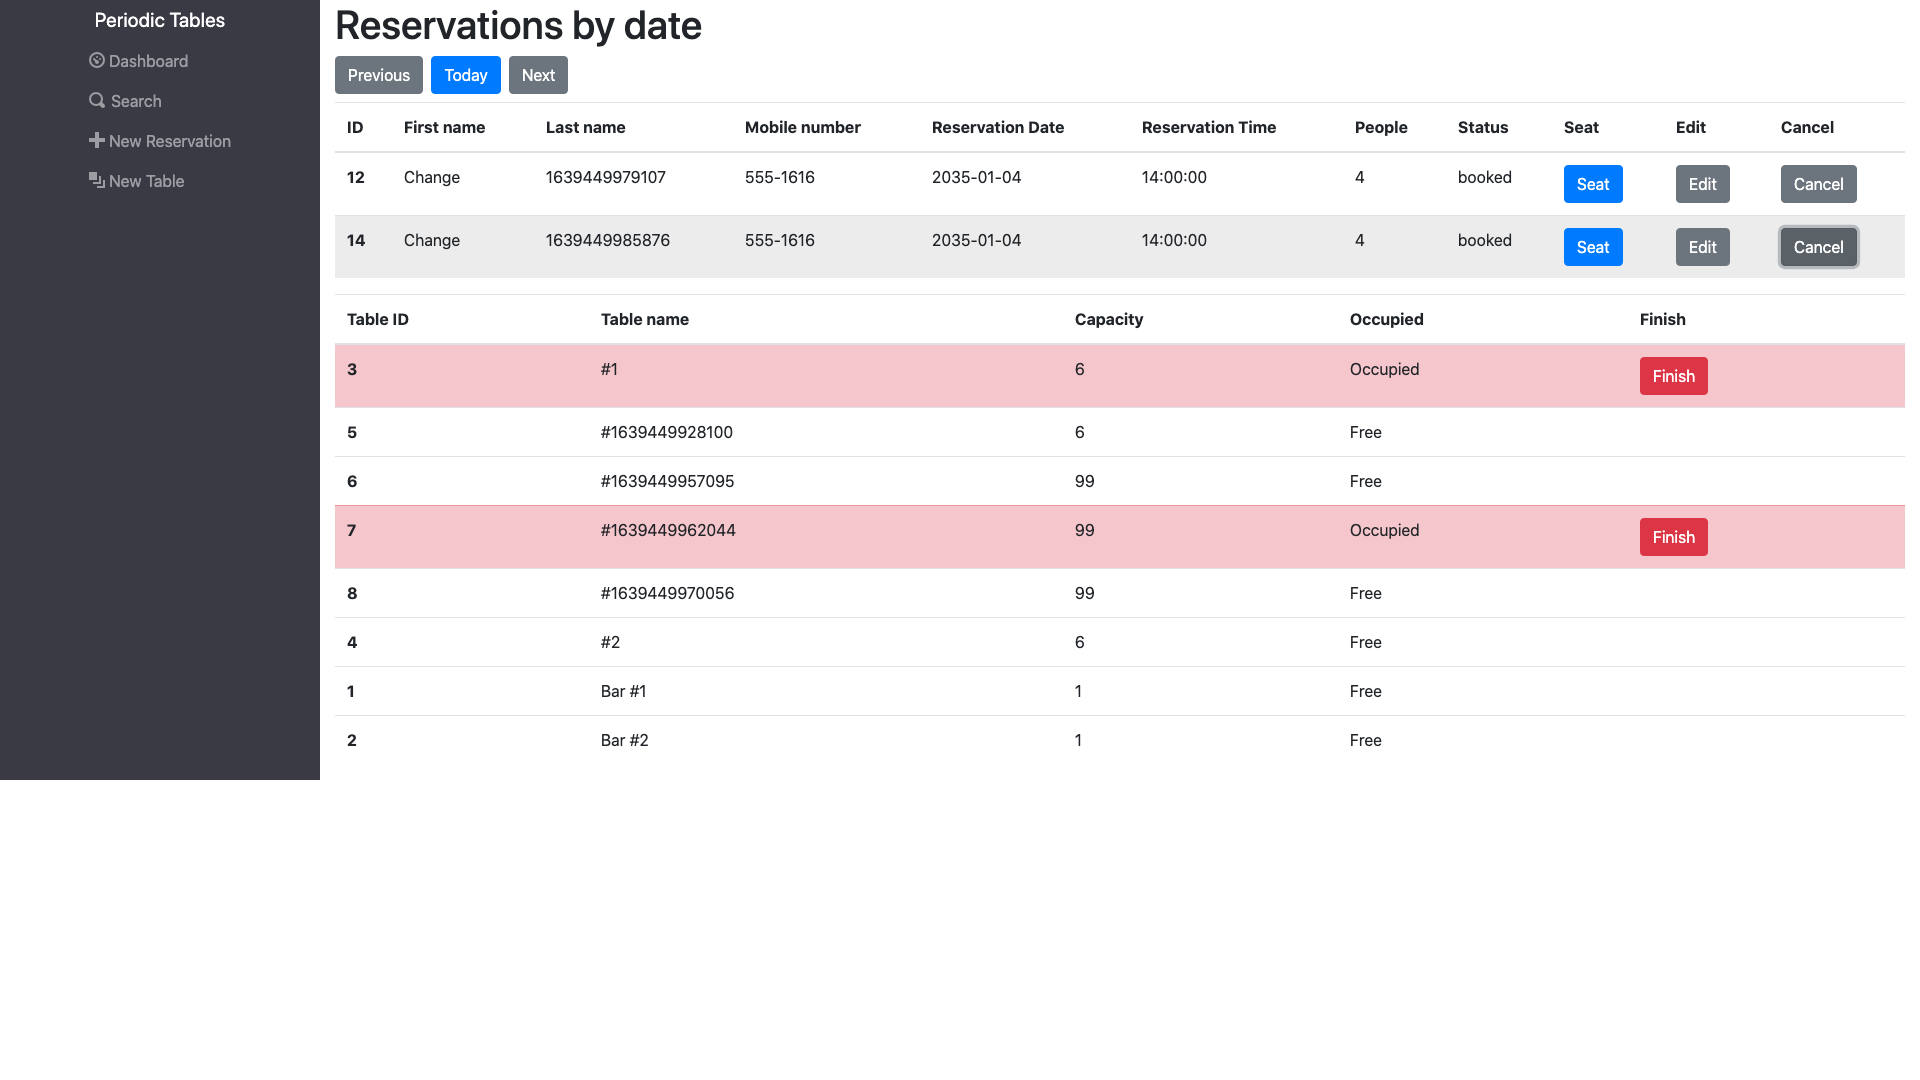 Periodic Tables
Dashboard
Search
New Reservation
New Table
Reservations by date
Previous Today Next
ID First name Last name Mobile number Reservation Date Reservation Time People Status Seat Edit Cancel
12 Change 1639449979107 555-1616 2035-01-04 14:00:00 4 booked Seat Edit Cancel
14 Change 1639449985876 555-1616 2035-01-04 14:00:00 4 booked Seat Edit Cancel
Table ID Table name Capacity Occupied Finish
3 #1 6 Occupied Finish
5 #1639449928100 6 Free
6 #1639449957095 99 Free
7 #1639449962044 99 Occupied Finish
8 #1639449970056 99 Free
4 #2 6 Free
1 Bar #1 1 Free
2 Bar #2 1 Free